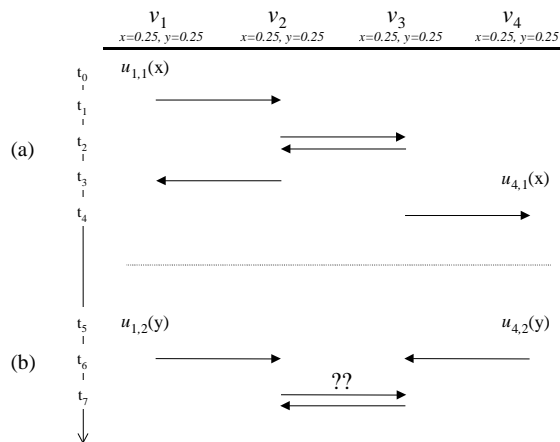 v1 v2 v3 v4
x=0.25, y=0.25 x=0.25, y=0.25 x=0.25, y=0.25 x=0.25, y=0.25
t0 u1,1(x)
t1
(a) t2
t3 u4,1(x)
t4
t5 u1,2(y) u4,2(y)
(b) t6
??
t7